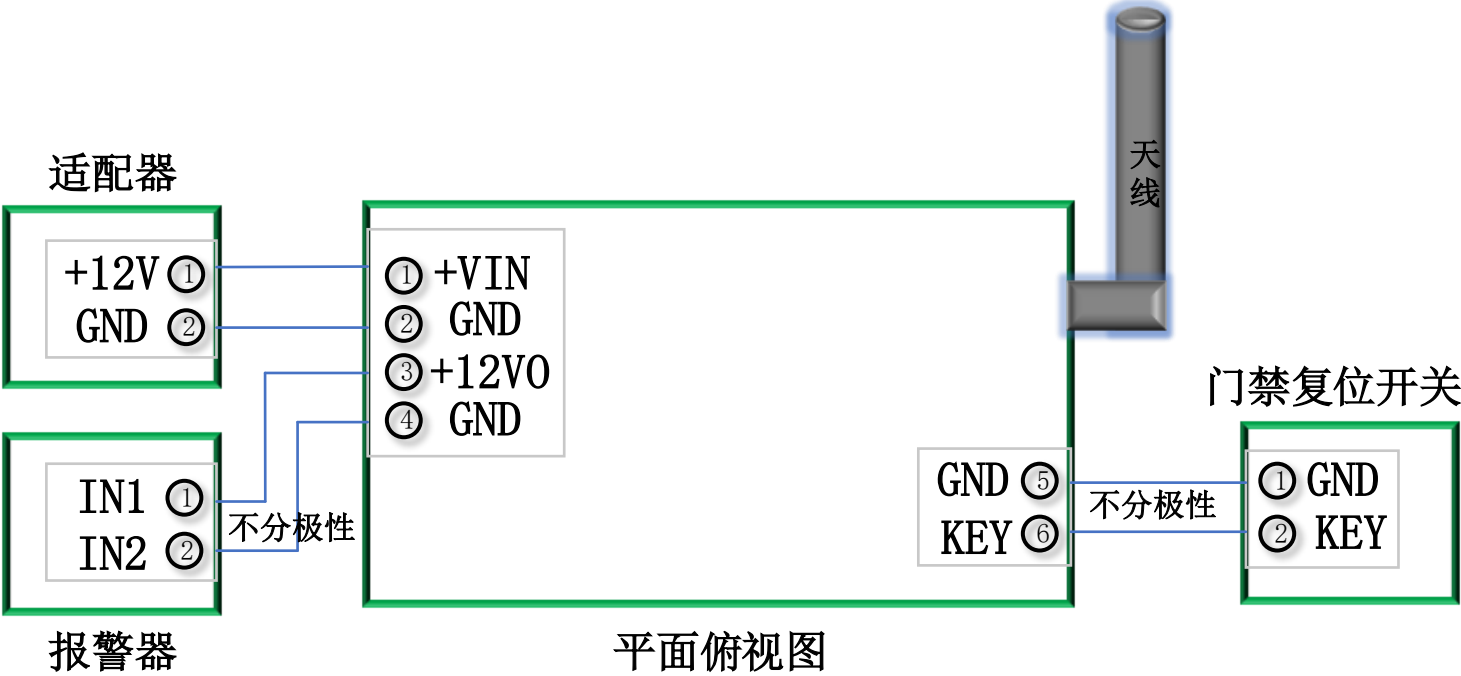 天
线
适配器
+12V ①
GND ②
① +VIN
② GND
③ +12VO
④ GND
门禁复位开关
IN1 ①
IN2 ②
不分极性
GND ⑤
KEY ⑥
不分极性
① GND
② KEY
报警器
平面俯视图